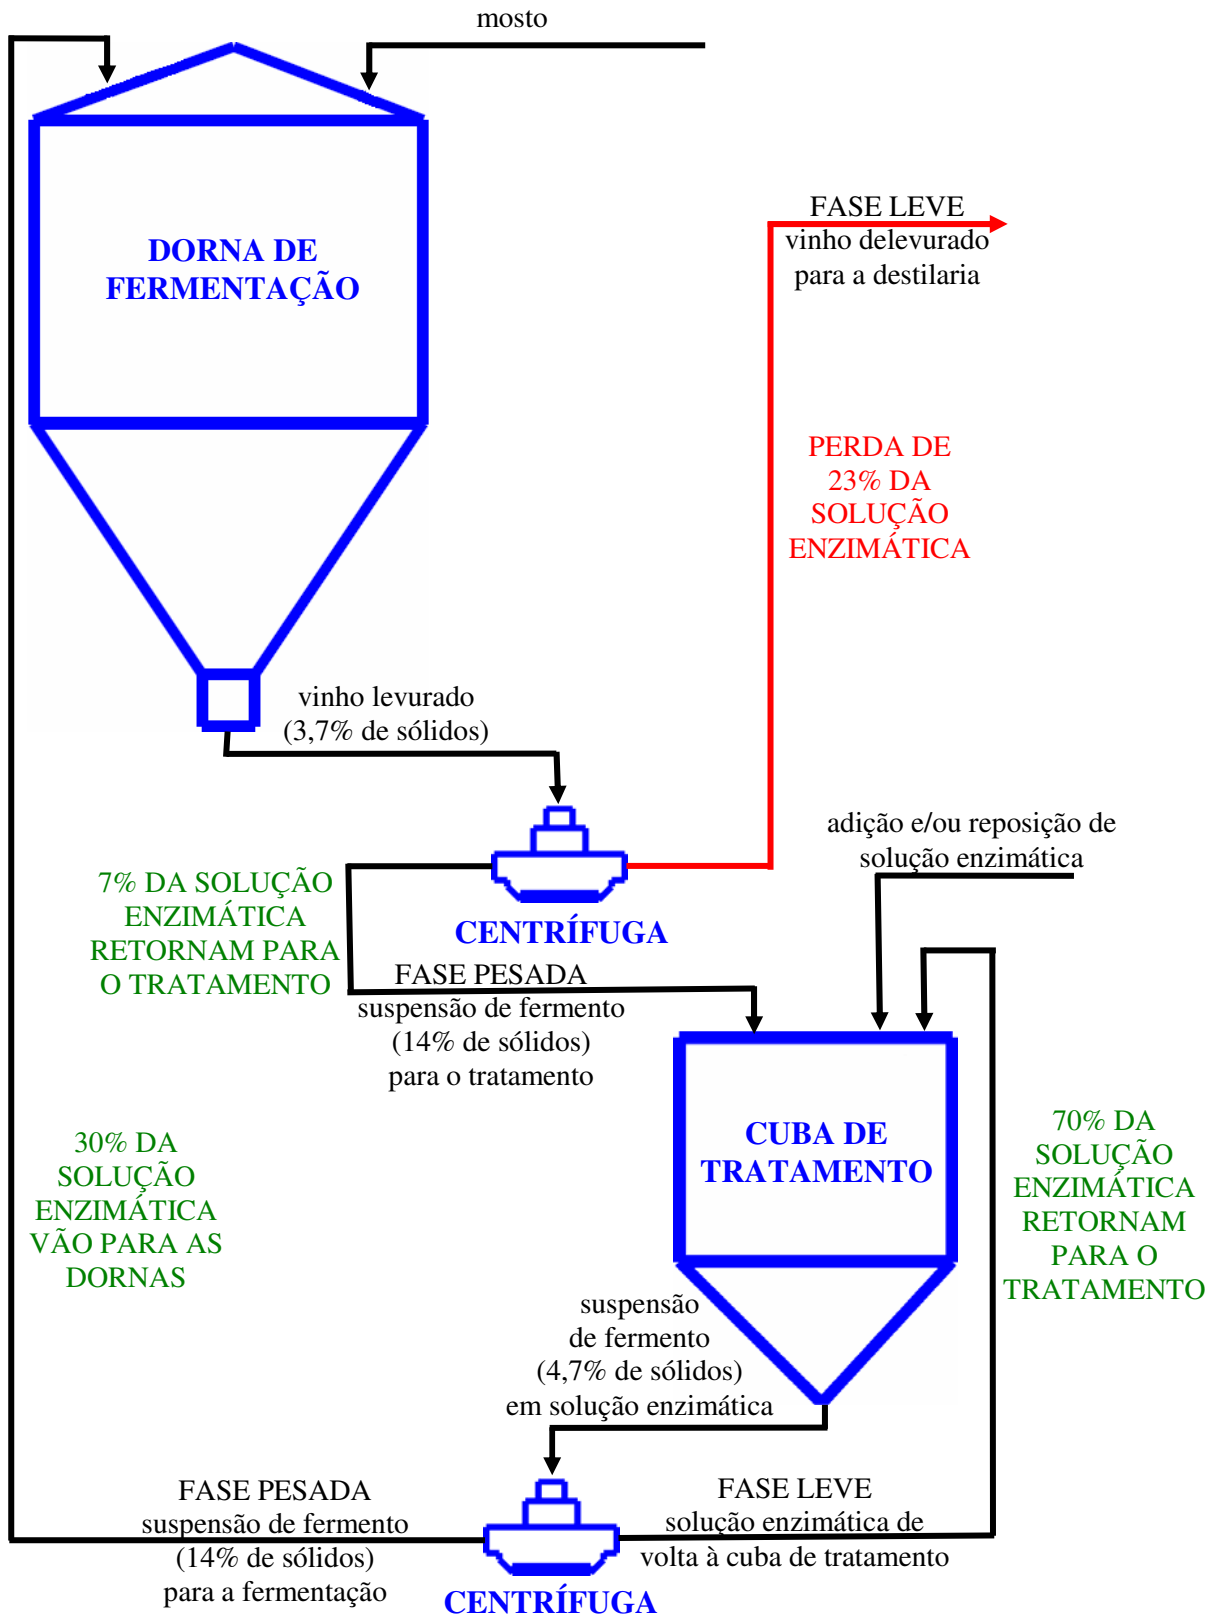 mosto
FASE LEVE
vinho delevurado
para a destilaria
DORNA DE
FERMENTAÇÃO
PERDA DE
23% DA
SOLUÇÃO
ENZIMÁTICA
vinho levurado
(3,7% de sólidos)
adição e/ou reposição de
solução enzimática
7% DA SOLUÇÃO
ENZIMÁTICA
RETORNAM PARA
O TRATAMENTO
CENTRÍFUGA
FASE PESADA
suspensão de fermento
(14% de sólidos)
para o tratamento
CUBA DE
TRATAMENTO
70% DA
SOLUÇÃO
ENZIMÁTICA
RETORNAM
PARA O
TRATAMENTO
30% DA
SOLUÇÃO
ENZIMÁTICA
VÃO PARA AS
DORNAS
suspensão
de fermento
(4,7% de sólidos)
em solução enzimática
FASE PESADA
suspensão de fermento
(14% de sólidos)
para a fermentação
FASE LEVE
solução enzimática de
volta à cuba de tratamento
CENTRÍFUGA